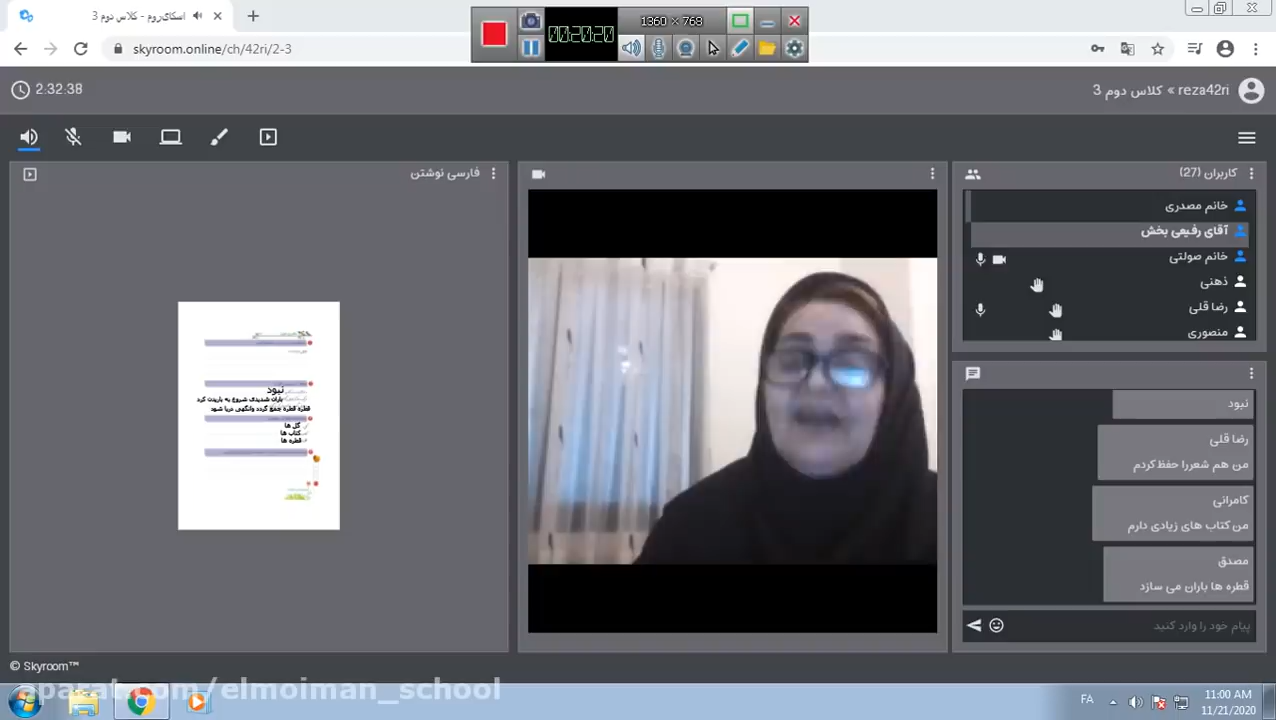 اسکای‌روم - کلاس دوم 3
00:20:20
1360 × 768
skyroom.online/ch/42ri/2-3
2:32:38
reza42ri » کلاس دوم 3
فارسی نوشتن
کاربران (27)
خانم مصدری
آقای رفیعی بخش
خانم صولتی
ذهنی
رضا قلی
منصوری
نبود
باران شدیدی شروع به باریدت کرد
قطره قطره جمع گردد وانگهی دریا شود
گل ها
کتاب ها
قطره ها
نبود
رضا قلی
من هم شعررا حفظ‌کردم
کامرانی
من کتاب های زیادی دارم
مصدق
قطره ها باران می سازد
پیام خود را وارد کنید
© Skyroom™
aparat.com/elmoiman_school
FA
11:00 AM
11/21/2020